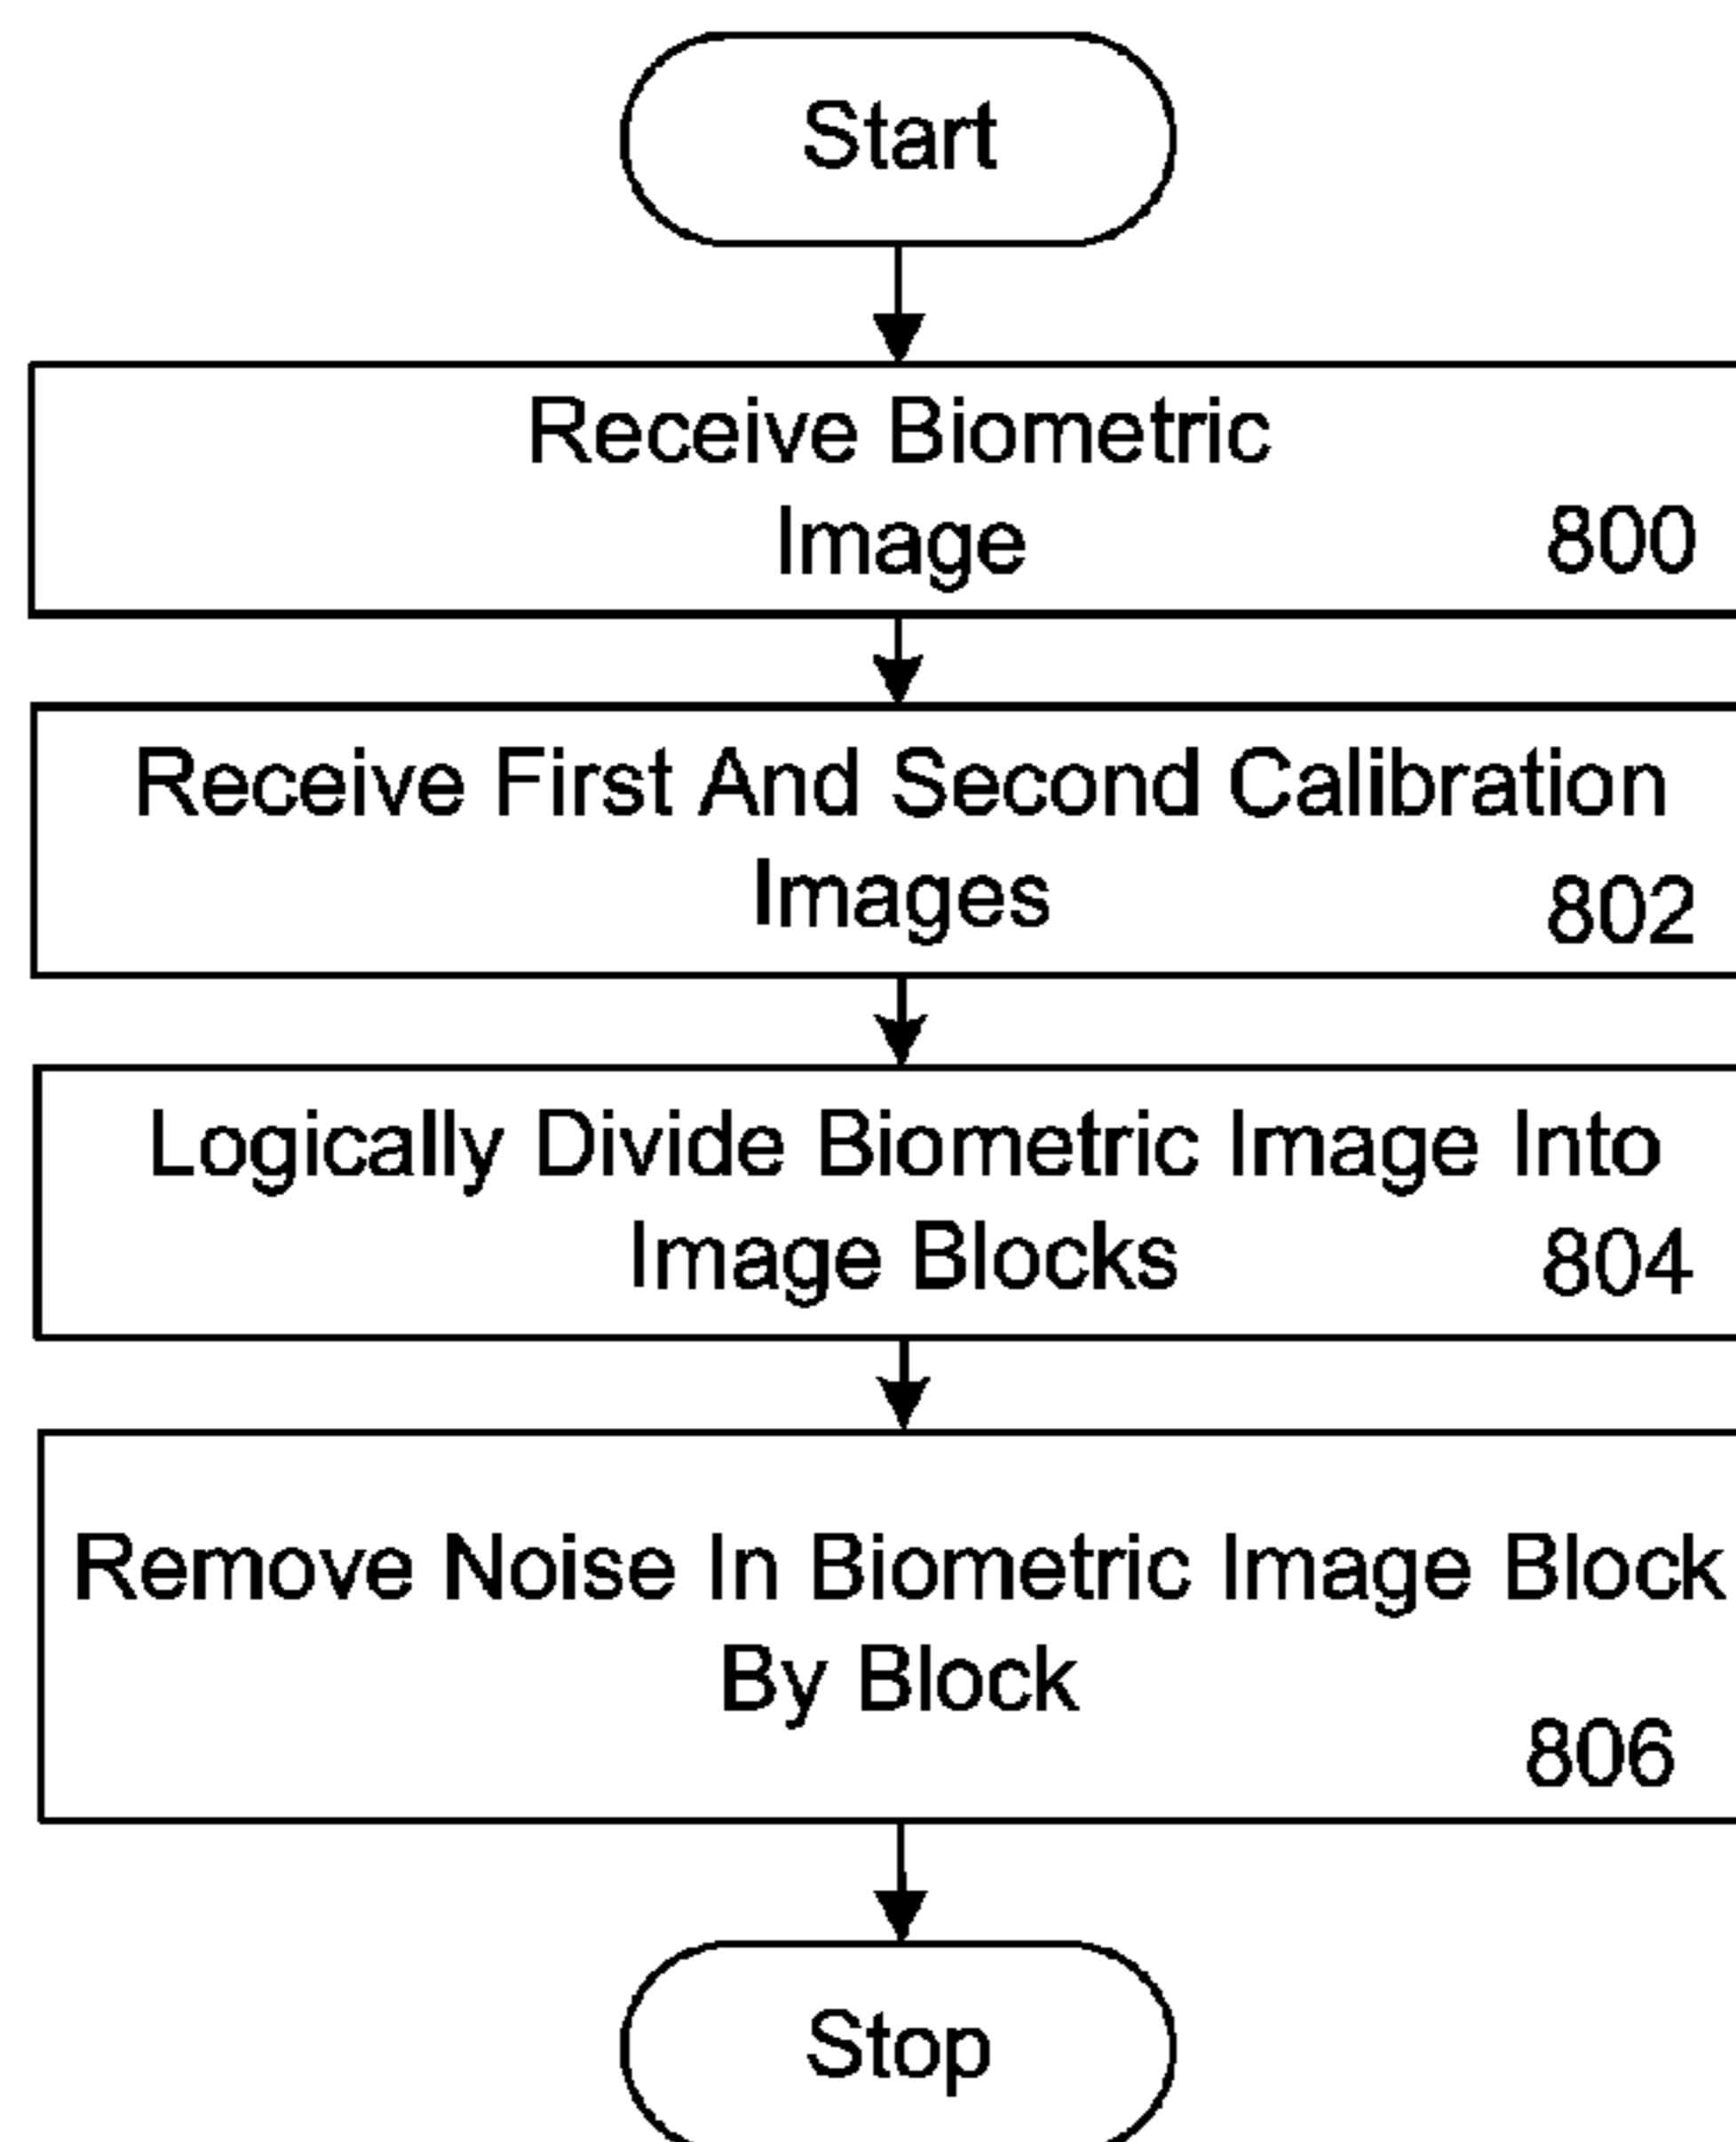 Start
Receive Biometric
Image
800
Receive First And Second Calibration
Images
802
Logically Divide Biometric Image Into
Image Blocks
804
Remove Noise In Biometric Image Block
By Block
806
Stop